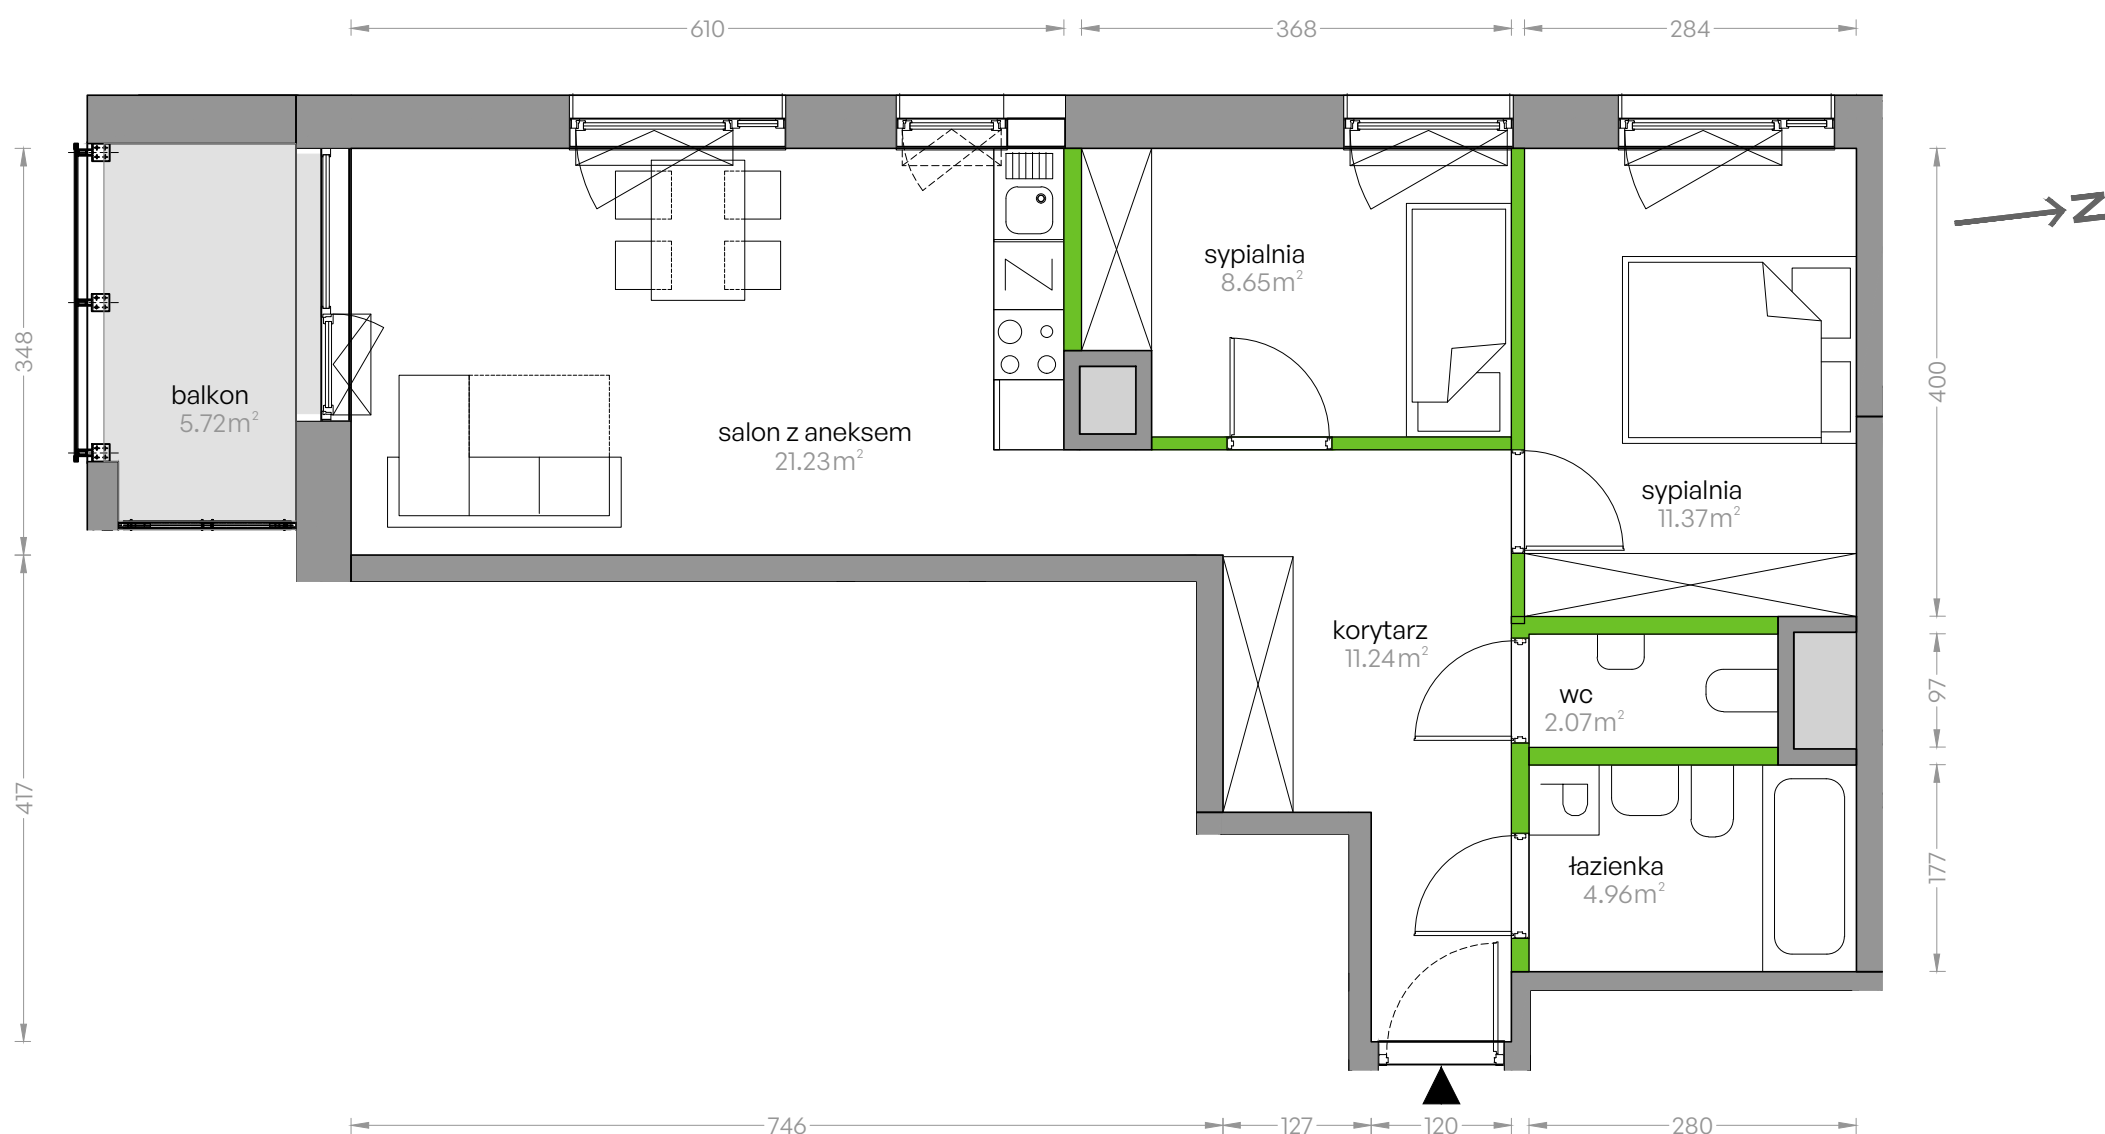 610
368
284
N
348
400
balkon
5.72m²
salon z aneksem
21.23m²
sypialnia
8.65m²
sypialnia
11.37m²
korytarz
11.24m²
wc
2.07m²
97
417
łazienka
4.96m²
177
746
127
120
280